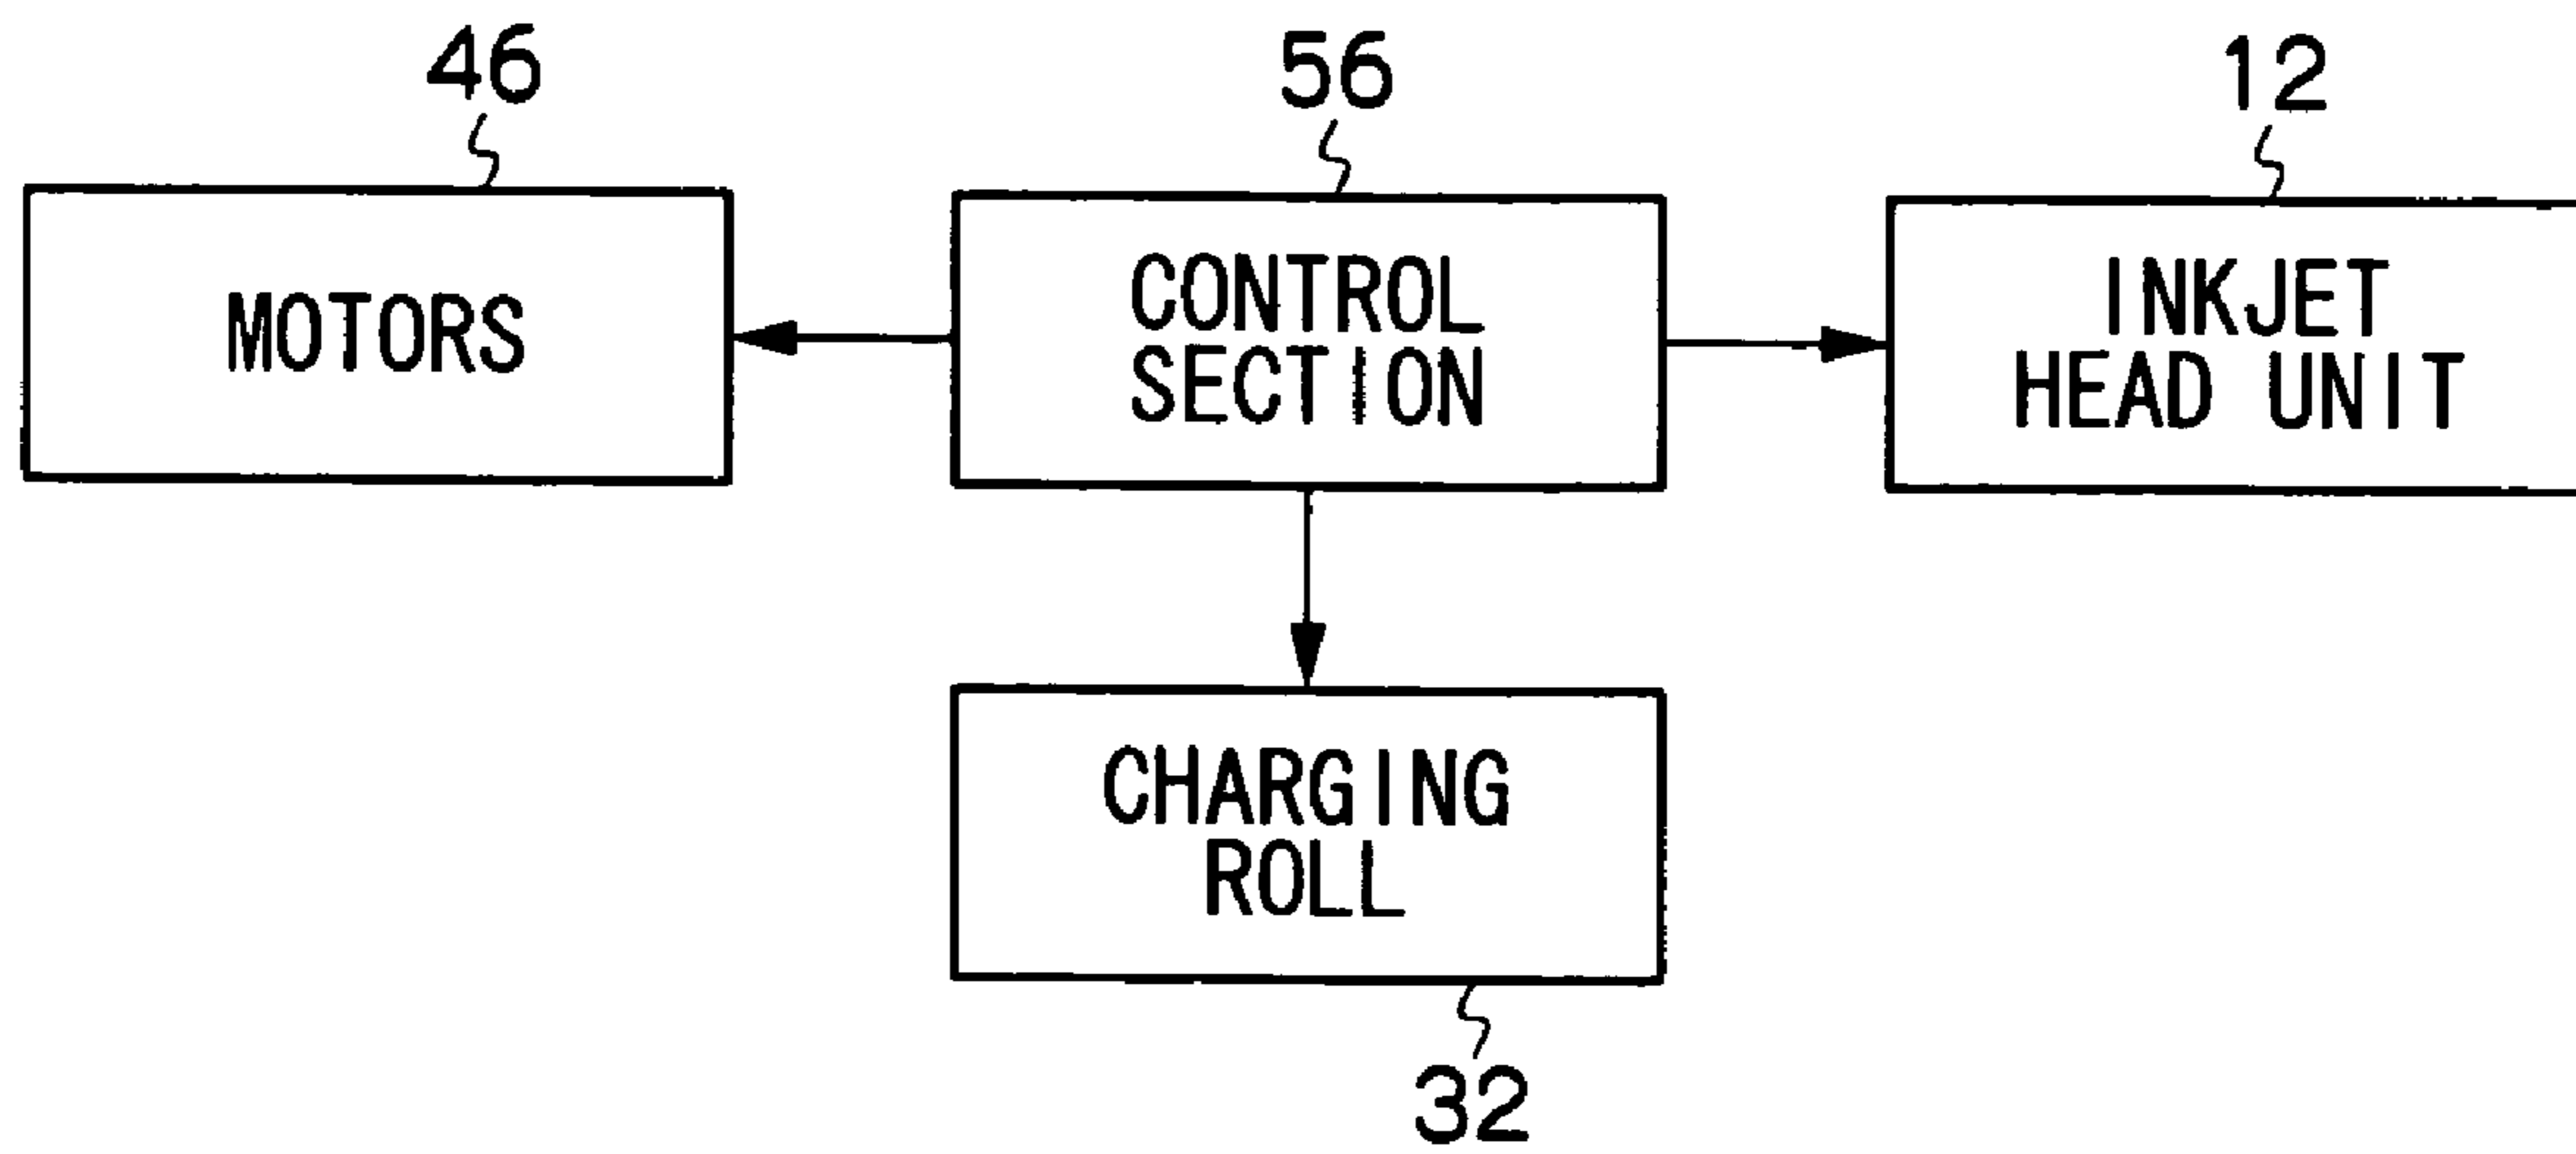 46
56
12
MOTORS
CONTROL
SECTION
INKJET
HEAD UNIT
CHARGING
ROLL
32